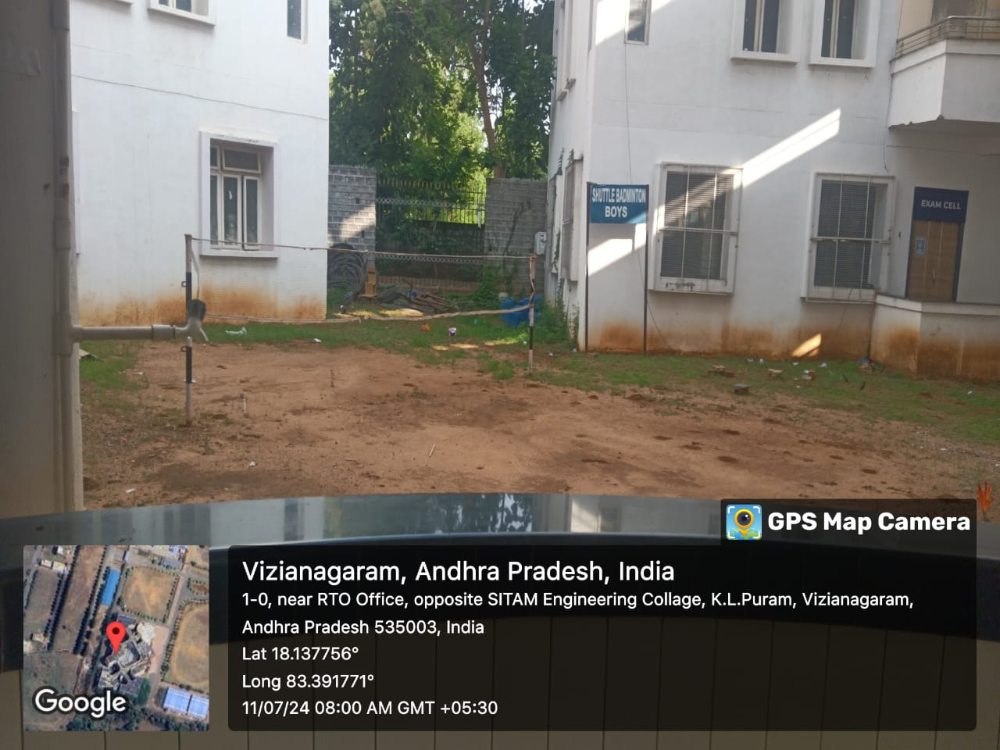 SHUTTLE BADMINTON
BOYS
EXAM CELL
GPS Map Camera
Vizianagaram, Andhra Pradesh, India
1-0, near RTO Office, opposite SITAM Engineering Collage, K.L.Puram, Vizianagaram,
Andhra Pradesh 535003, India
Lat 18.137756°
Long 83.391771°
11/07/24 08:00 AM GMT +05:30
Google